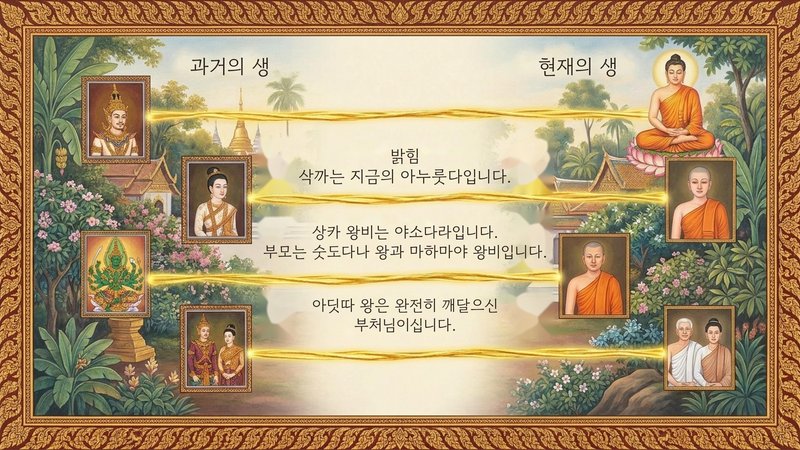 과거의 생
현재의 생
밝힘
삭까는 지금의 아누룻다입니다.
상카 왕비는 야소다라입니다.
부모는 숫도다나 왕과 마하마야 왕비입니다.
아딧따 왕은 완전히 깨달으신
부처님이십니다.